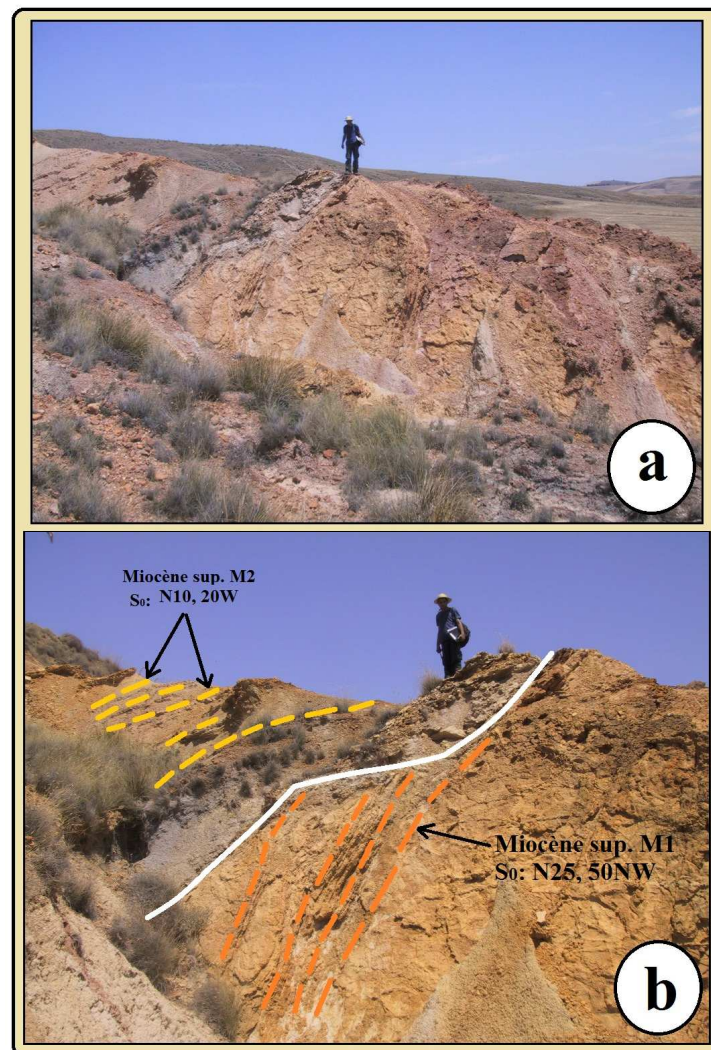 a
Miocène sup. M2
S₀: N10, 20W
Miocène sup. M1
S₀: N25, 50NW
b